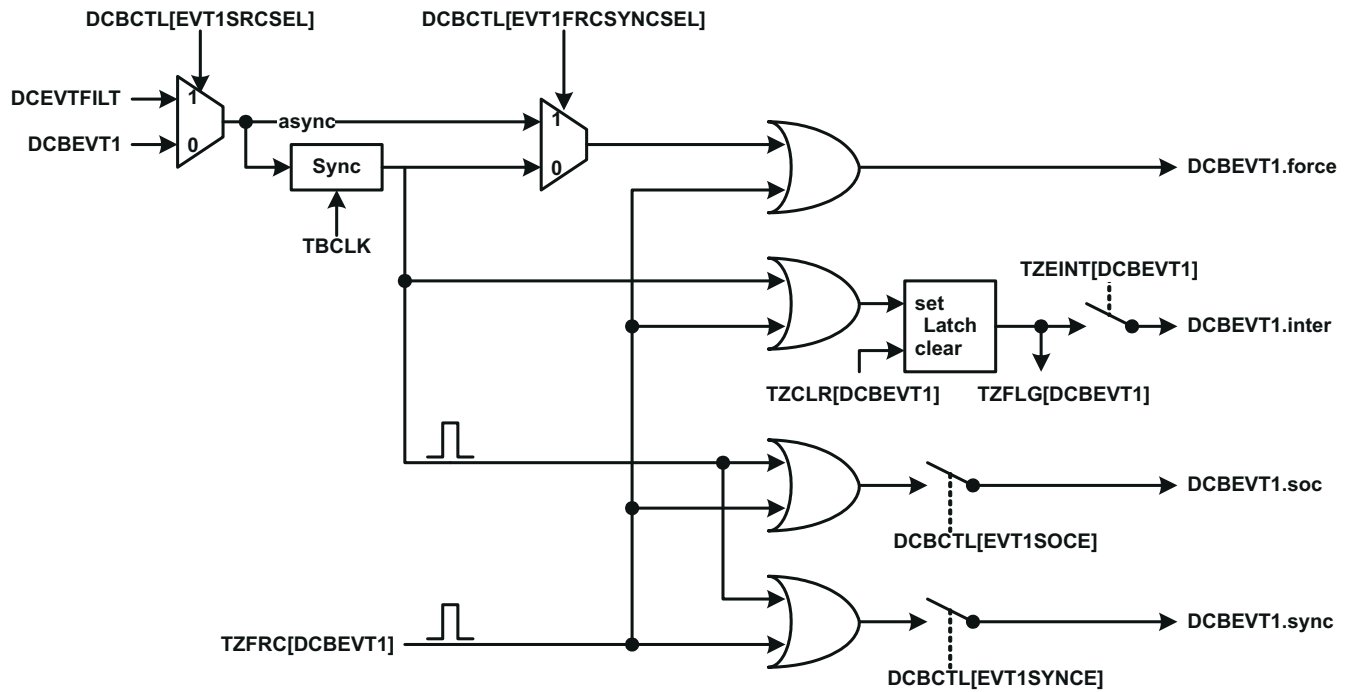 DCBCTL[EVT1SRCSEL]
DCBCTL[EVT1FRCSYNCSEL]
DCEVTFILT
1
async
1
DCBEVT1
0
Sync
0
DCBEVT1.force
TBCLK
TZEINT[DCBEVT1]
set
Latch
clear
DCBEVT1.inter
TZCLR[DCBEVT1]
TZFLG[DCBEVT1]
DCBEVT1.soc
DCBCTL[EVT1SOCE]
DCBEVT1.sync
TZFRC[DCBEVT1]
DCBCTL[EVT1SYNCE]